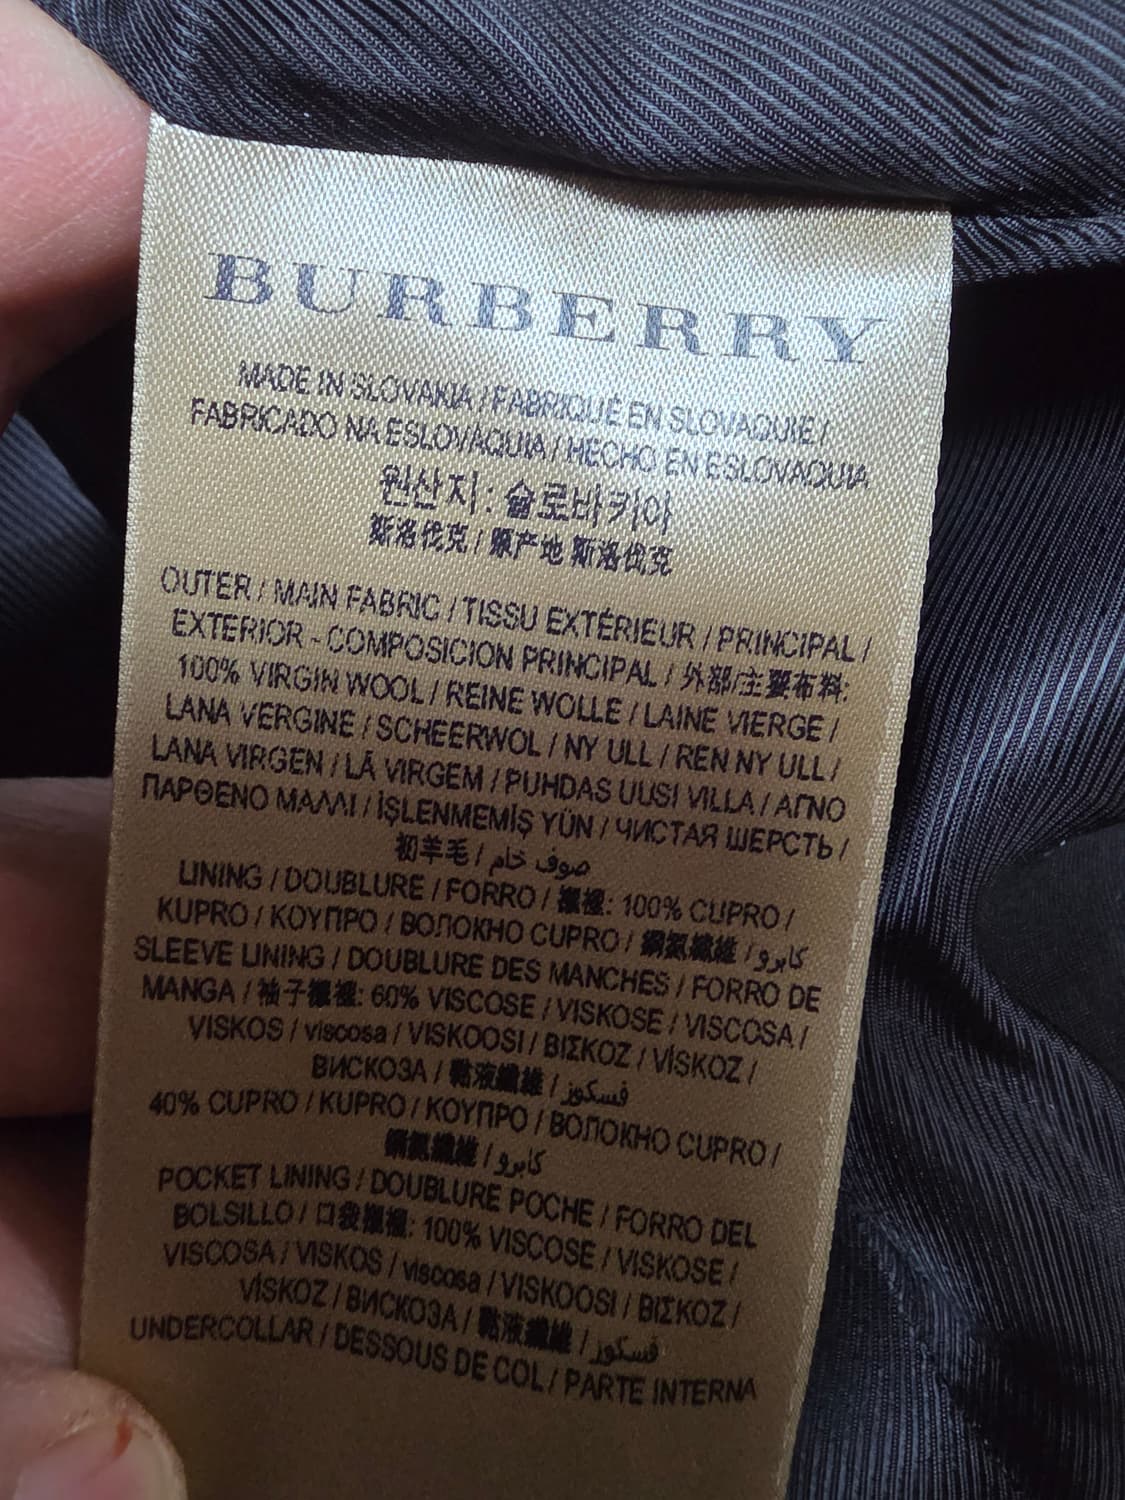 BURBERRY
MADE IN SLOVAKIA / FABRIQUÉ EN SLOVAQUIE /
FABRICADO NA ESLOVAQUIA / HECHO EN ESLOVAQUIA
원산지: 슬로바키아
斯洛伐克 / 原产地 斯洛伐克
OUTER / MAIN FABRIC / TISSU EXTÉRIEUR / PRINCIPAL /
EXTERIOR - COMPOSICION PRINCIPAL / 外部/主要布料:
100% VIRGIN WOOL / REINE WOLLE / LAINE VIERGE /
LANA VERGINE / SCHEERWOL / NY ULL / REN NY ULL /
LANA VIRGEN / LÃ VIRGEM / PUHDAS UUSI VILLA / ΑΓΝΟ
ΠΑΡΘΕΝΟ ΜΑΛΛΙ / İŞLENMEMİŞ YÜN / ЧИСТАЯ ШЕРСТЬ /
初羊毛 / صوف خام
LINING / DOUBLURE / FORRO / 襯裡: 100% CUPRO /
KUPRO / ΚΟΥΠΡΟ / ВОЛОКНО CUPRO / 銅氨纖維 / كابرو
SLEEVE LINING / DOUBLURE DES MANCHES / FORRO DE
MANGA / 袖子襯裡: 60% VISCOSE / VISKOSE / VISCOSA /
VISKOS / viscosa / VISKOOSI / ΒΙΣΚΟΖ / VİSKOZ /
ВИСКОЗА / 黏液纖維 / فسكوز
40% CUPRO / KUPRO / ΚΟΥΠΡΟ / ВОЛОКНО CUPRO /
銅氨纖維 / كابرو
POCKET LINING / DOUBLURE POCHE / FORRO DEL
BOLSILLO / 口袋襯裡: 100% VISCOSE / VISKOSE /
VISCOSA / VISKOS / viscosa / VISKOOSI / ΒΙΣΚΟΖ /
VİSKOZ / ВИСКОЗА / 黏液纖維 / فسكوز
UNDERCOLLAR / DESSOUS DE COL / PARTE INTERNA